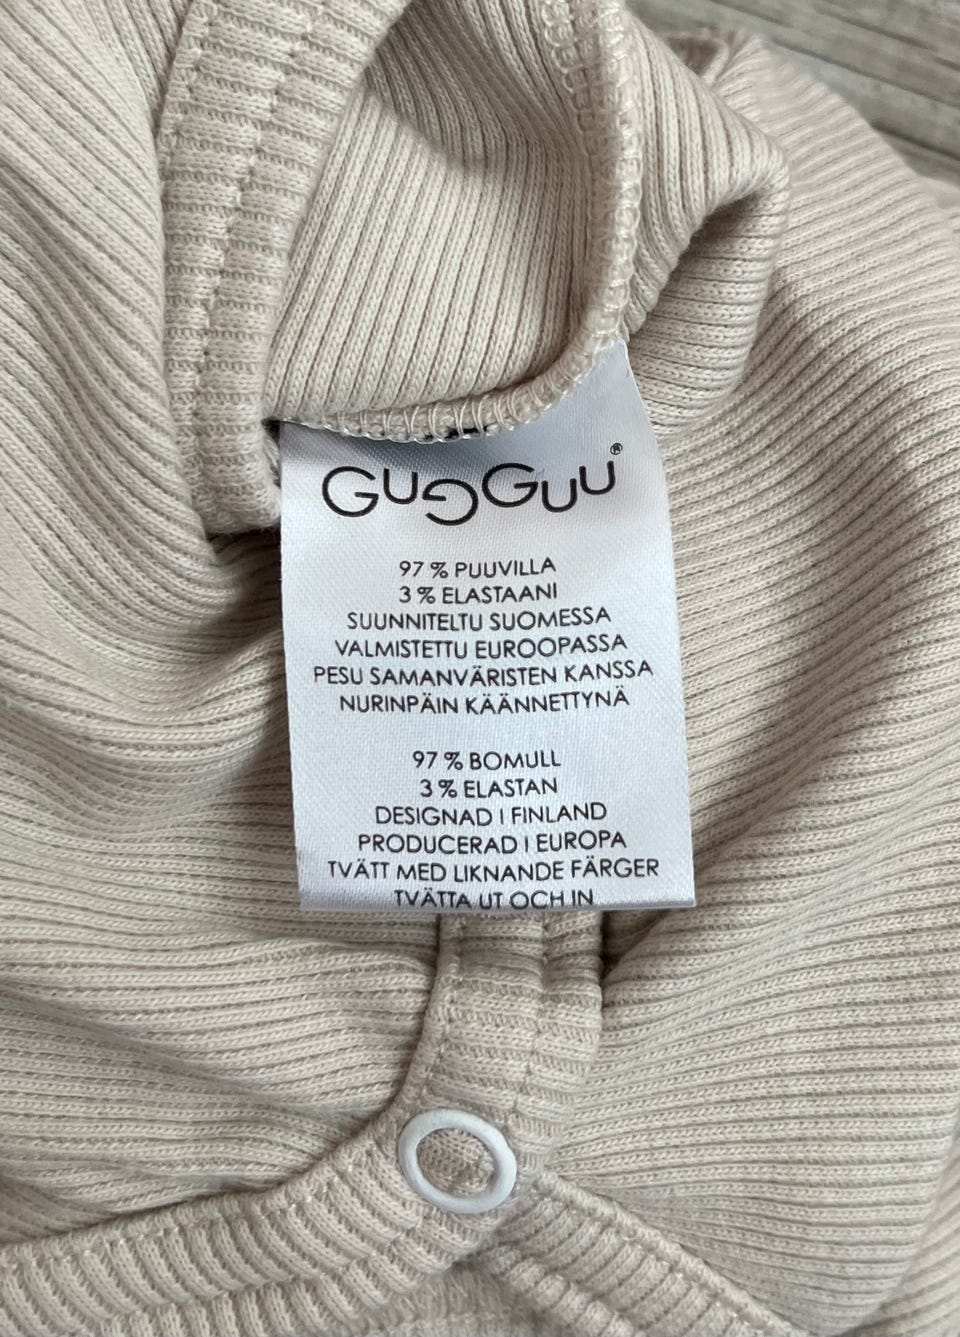 GUGGUU®
97 % PUUVILLA
3 % ELASTAANI
SUUNNITELTU SUOMESSA
VALMISTETTU EUROOPASSA
PESU SAMANVÄRISTEN KANSSA
NURINPÄIN KÄÄNNETTYNÄ
97 % BOMULL
3 % ELASTAN
DESIGNAD I FINLAND
PRODUCERAD I EUROPA
TVÄTT MED LIKNANDE FÄRGER
TVÄTTA UT OCH IN